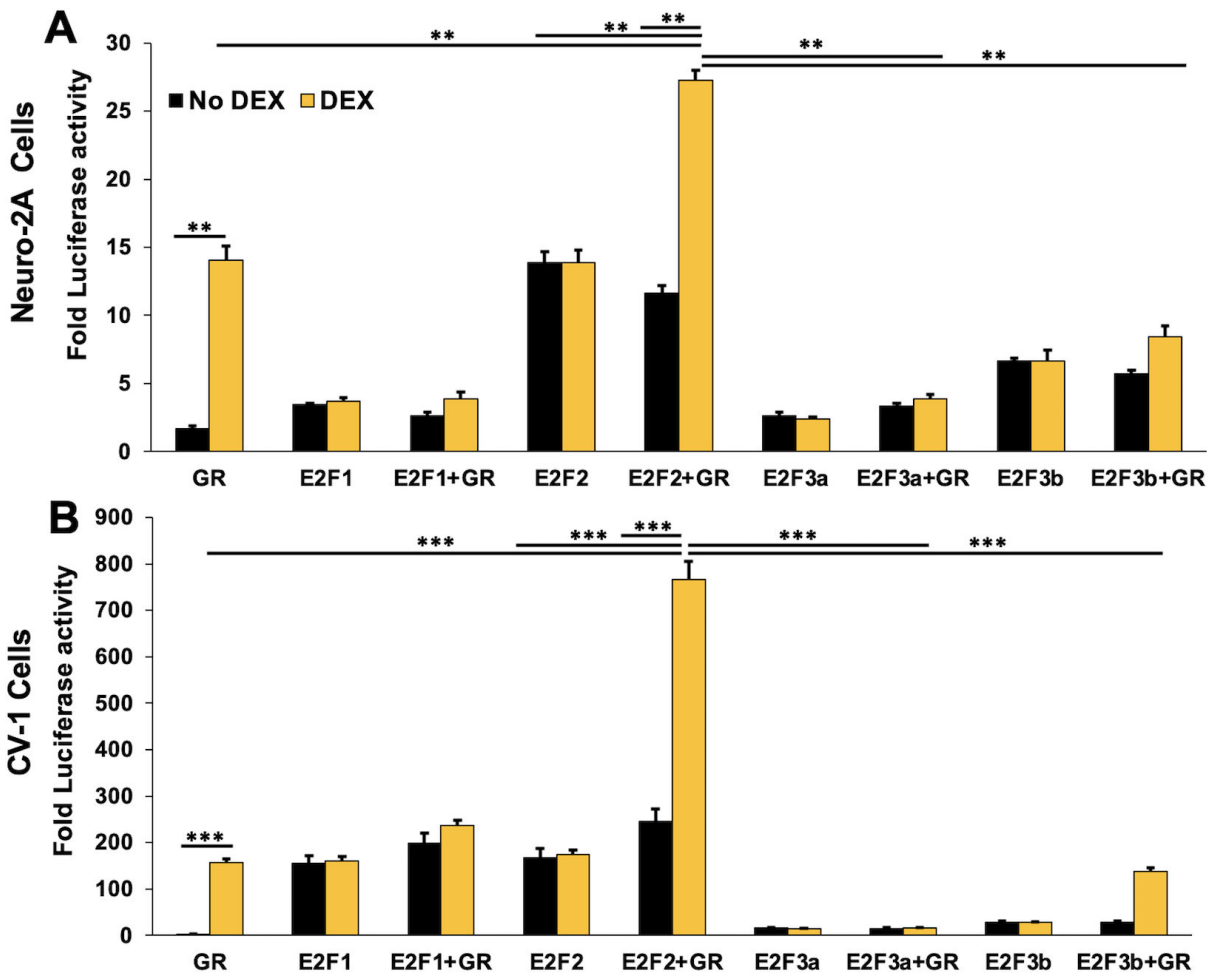 A
Neuro-2A Cells
Fold Luciferase activity
30
25
20
15
10
5
0
No DEX DEX
** ** ** ** **
**
GR E2F1 E2F1+GR E2F2 E2F2+GR E2F3a E2F3a+GR E2F3b E2F3b+GR
B
CV-1 Cells
Fold Luciferase activity
900
800
700
600
500
400
300
200
100
0
*** *** *** *** ***
***
GR E2F1 E2F1+GR E2F2 E2F2+GR E2F3a E2F3a+GR E2F3b E2F3b+GR